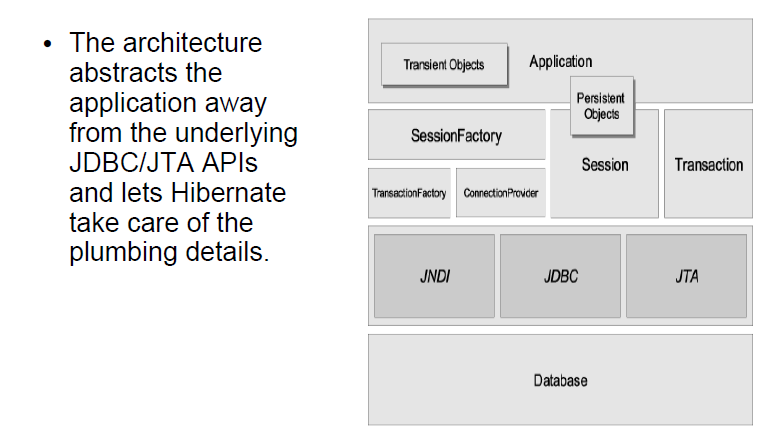 • The architecture
abstracts the
application away
from the underlying
JDBC/JTA APIs
and lets Hibernate
take care of the
plumbing details.
Transient Objects
Application
Persistent
Objects
SessionFactory
Session
Transaction
TransactionFactory
ConnectionProvider
JNDI
JDBC
JTA
Database